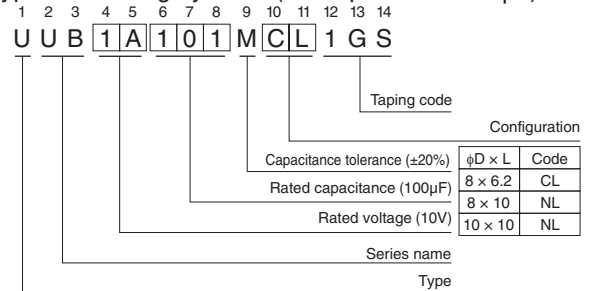 1 2 3 4 5 6 7 8 9 10 11 12 13 14
U U B 1 A 1 0 1 M C L 1 G S
Taping code
Configuration
Capacitance tolerance (±20%)
Rated capacitance (100µF)
Rated voltage (10V)
Series name
Type
ϕD × L Code
8 × 6.2 CL
8 × 10 NL
10 × 10 NL